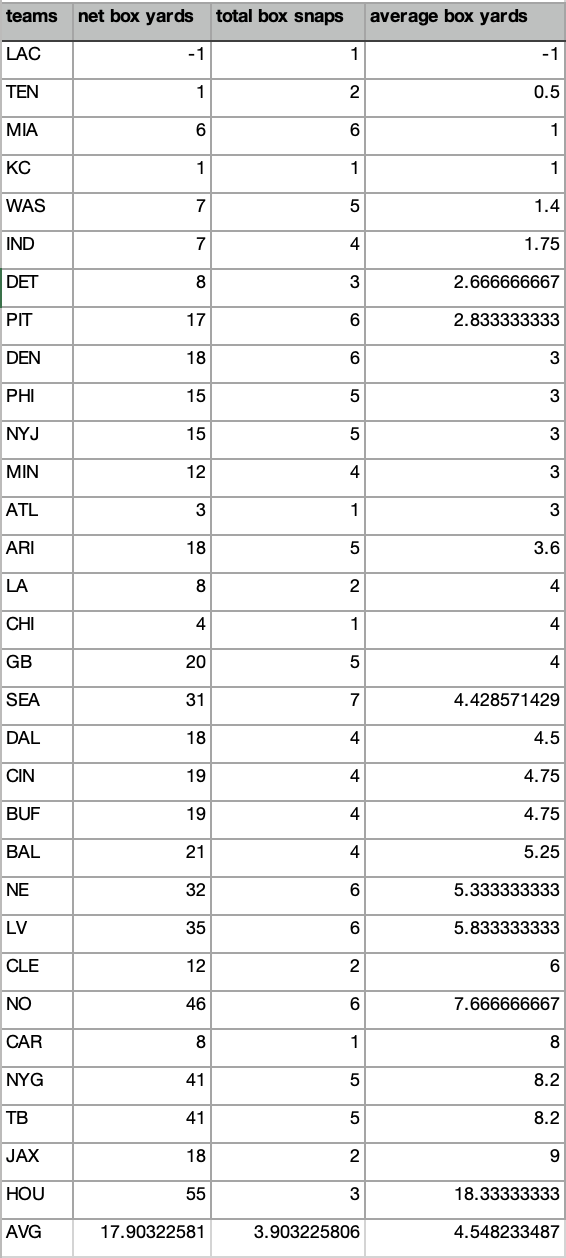 teams net box yards total box snaps average box yards
LAC -1 1 -1
TEN 1 2 0.5
MIA 6 6 1
KC 1 1 1
WAS 7 5 1.4
IND 7 4 1.75
DET 8 3 2.666666667
PIT 17 6 2.833333333
DEN 18 6 3
PHI 15 5 3
NYJ 15 5 3
MIN 12 4 3
ATL 3 1 3
ARI 18 5 3.6
LA 8 2 4
CHI 4 1 4
GB 20 5 4
SEA 31 7 4.428571429
DAL 18 4 4.5
CIN 19 4 4.75
BUF 19 4 4.75
BAL 21 4 5.25
NE 32 6 5.333333333
LV 35 6 5.833333333
CLE 12 2 6
NO 46 6 7.666666667
CAR 8 1 8
NYG 41 5 8.2
TB 41 5 8.2
JAX 18 2 9
HOU 55 3 18.33333333
AVG 17.90322581 3.903225806 4.548233487